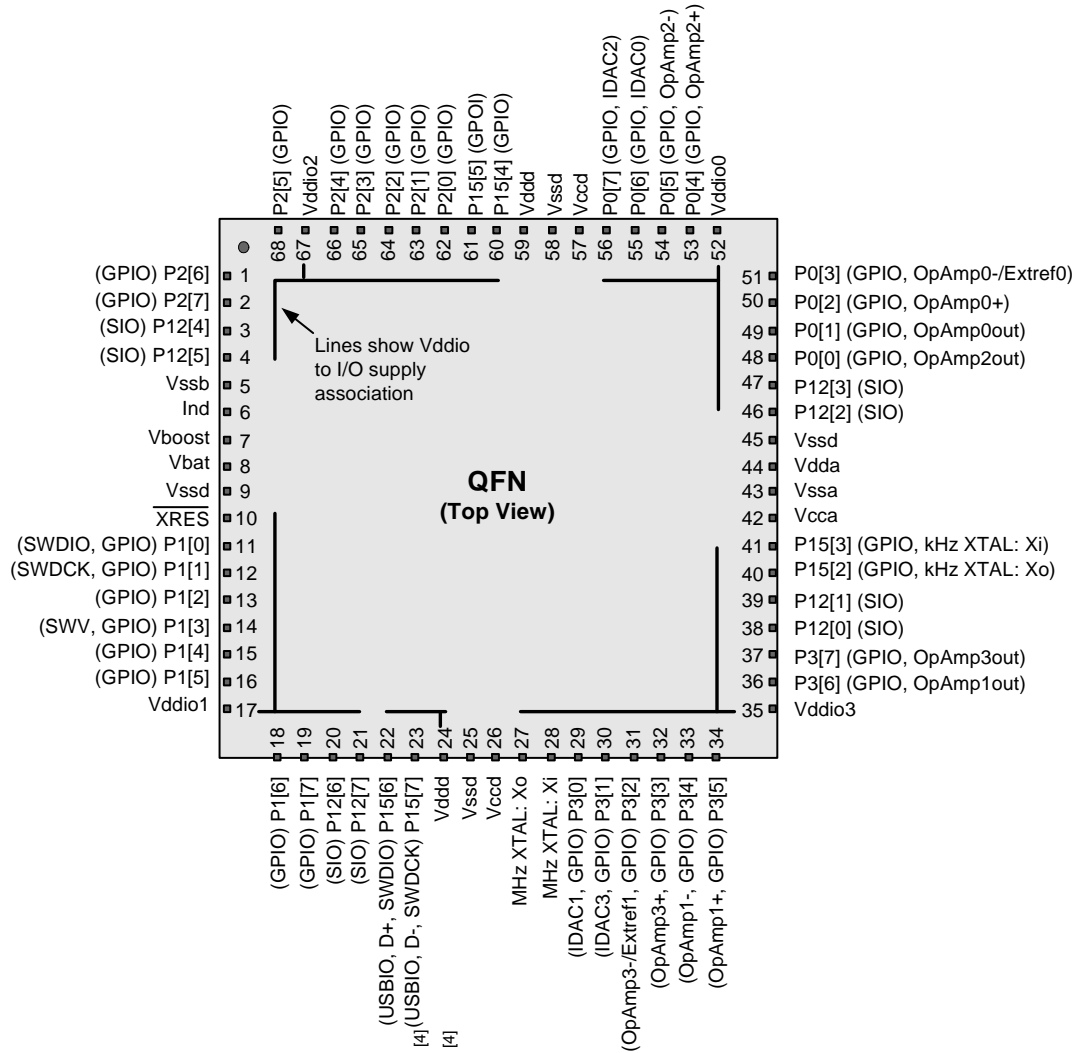 P2[5] (GPIO)
Vddio2
P2[4] (GPIO)
P2[3] (GPIO)
P2[2] (GPIO)
P2[1] (GPIO)
P2[0] (GPIO)
P15[5] (GPOI)
P15[4] (GPIO)
Vddd
Vssd
Vccd
P0[7] (GPIO, IDAC2)
P0[6] (GPIO, IDAC0)
P0[5] (GPIO, OpAmp2-)
P0[4] (GPIO, OpAmp2+)
Vddio0
68
67
66
65
64
63
62
61
60
59
58
57
56
55
54
53
52
(GPIO) P2[6] 1
(GPIO) P2[7] 2
(SIO) P12[4] 3
(SIO) P12[5] 4
Vssb 5
Ind 6
Vboost 7
Vbat 8
Vssd 9
XRES 10
(SWDIO, GPIO) P1[0] 11
(SWDCK, GPIO) P1[1] 12
(GPIO) P1[2] 13
(SWV, GPIO) P1[3] 14
(GPIO) P1[4] 15
(GPIO) P1[5] 16
Vddio1 17
Lines show Vddio
to I/O supply
association
QFN
(Top View)
51 P0[3] (GPIO, OpAmp0-/Extref0)
50 P0[2] (GPIO, OpAmp0+)
49 P0[1] (GPIO, OpAmp0out)
48 P0[0] (GPIO, OpAmp2out)
47 P12[3] (SIO)
46 P12[2] (SIO)
45 Vssd
44 Vdda
43 Vssa
42 Vcca
41 P15[3] (GPIO, kHz XTAL: Xi)
40 P15[2] (GPIO, kHz XTAL: Xo)
39 P12[1] (SIO)
38 P12[0] (SIO)
37 P3[7] (GPIO, OpAmp3out)
36 P3[6] (GPIO, OpAmp1out)
35 Vddio3
18
19
20
21
22
23
24
25
26
27
28
29
30
31
32
33
34
(GPIO) P1[6]
(GPIO) P1[7]
(SIO) P12[6]
(SIO) P12[7]
(USBIO, D+, SWDIO) P15[6]
(USBIO, D-, SWDCK) P15[7]
Vddd
Vssd
Vccd
MHz XTAL: Xo
MHz XTAL: Xi
(IDAC1, GPIO) P3[0]
(IDAC3, GPIO) P3[1]
(OpAmp3-/Extref1, GPIO) P3[2]
(OpAmp3+, GPIO) P3[3]
(OpAmp1-, GPIO) P3[4]
(OpAmp1+, GPIO) P3[5]
[4]
[4]